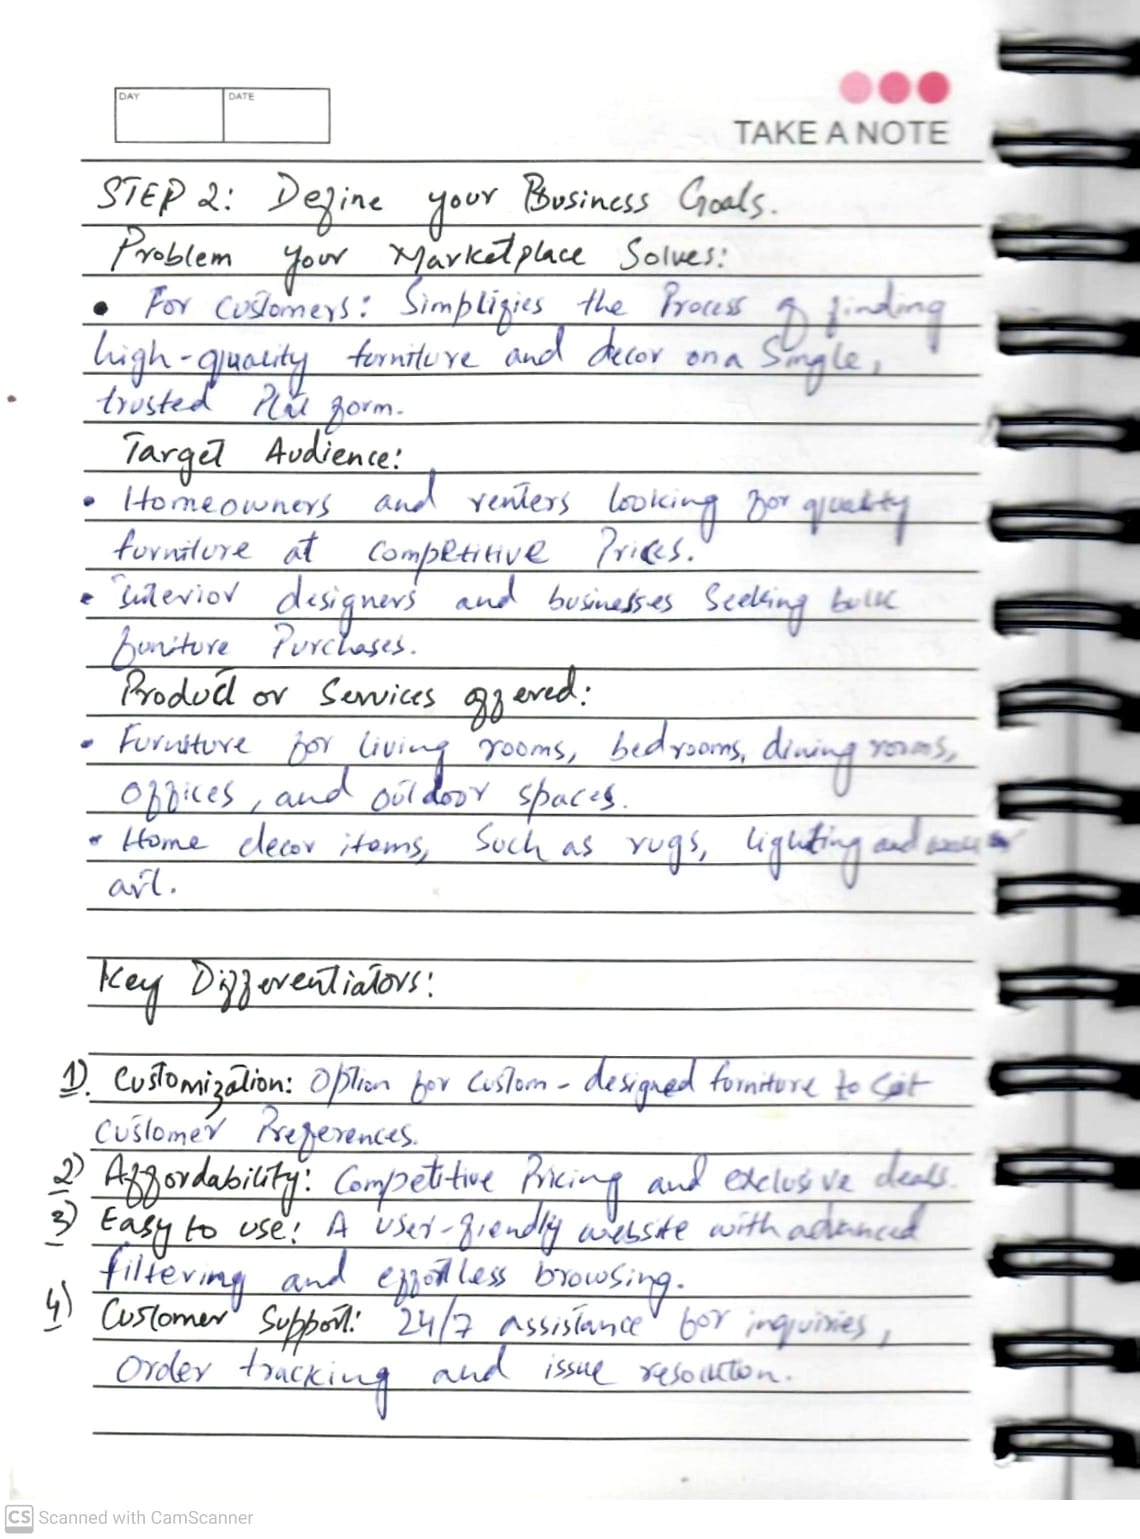 DAY DATE
TAKE A NOTE
STEP 2: Define your Business Goals.
Problem your Marketplace Solves:
• For customers: Simplifies the Process of finding
high-quality furniture and decor on a Single,
trusted Platform.
Target Audience:
• Homeowners and renters looking for quality
furniture at competitive Prices.
• Interior designers and businesses Seeking bulk
funiture Purchases.
Product or Services offered:
• Furniture for living rooms, bedrooms, dining rooms,
offices, and outdoor spaces.
• Home decor items, Such as rugs, lighting and
art.
Key Differentiators:
1). Customization: Option for custom-designed furniture to
customer Preferences.
2) Affordability: Competitive Pricing and exclusive deals.
3) Easy to use: A user-friendly website with advanced
filtering and effortless browsing.
4) Customer Support: 24/7 assistance for inquiries,
order tracking and issue resolution.
CS Scanned with CamScanner